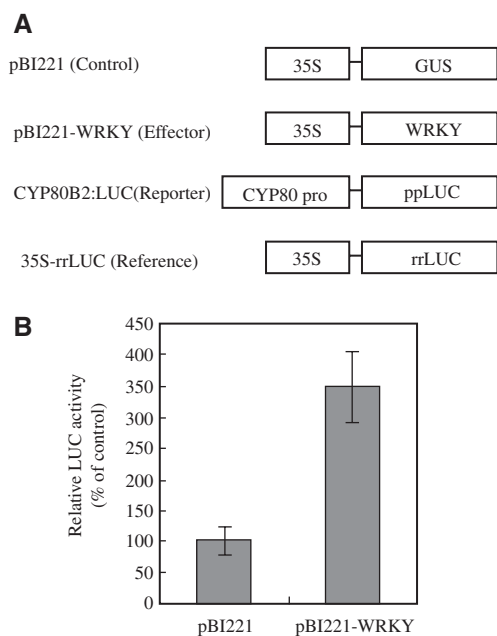 A
pBI221 (Control) 35S GUS
pBI221-WRKY (Effector) 35S WRKY
CYP80B2:LUC(Reporter) CYP80 pro ppLUC
35S-rrLUC (Reference) 35S rrLUC
B
Relative LUC activity
(% of control)
450
400
350
300
250
200
150
100
50
0
pBI221 pBI221-WRKY